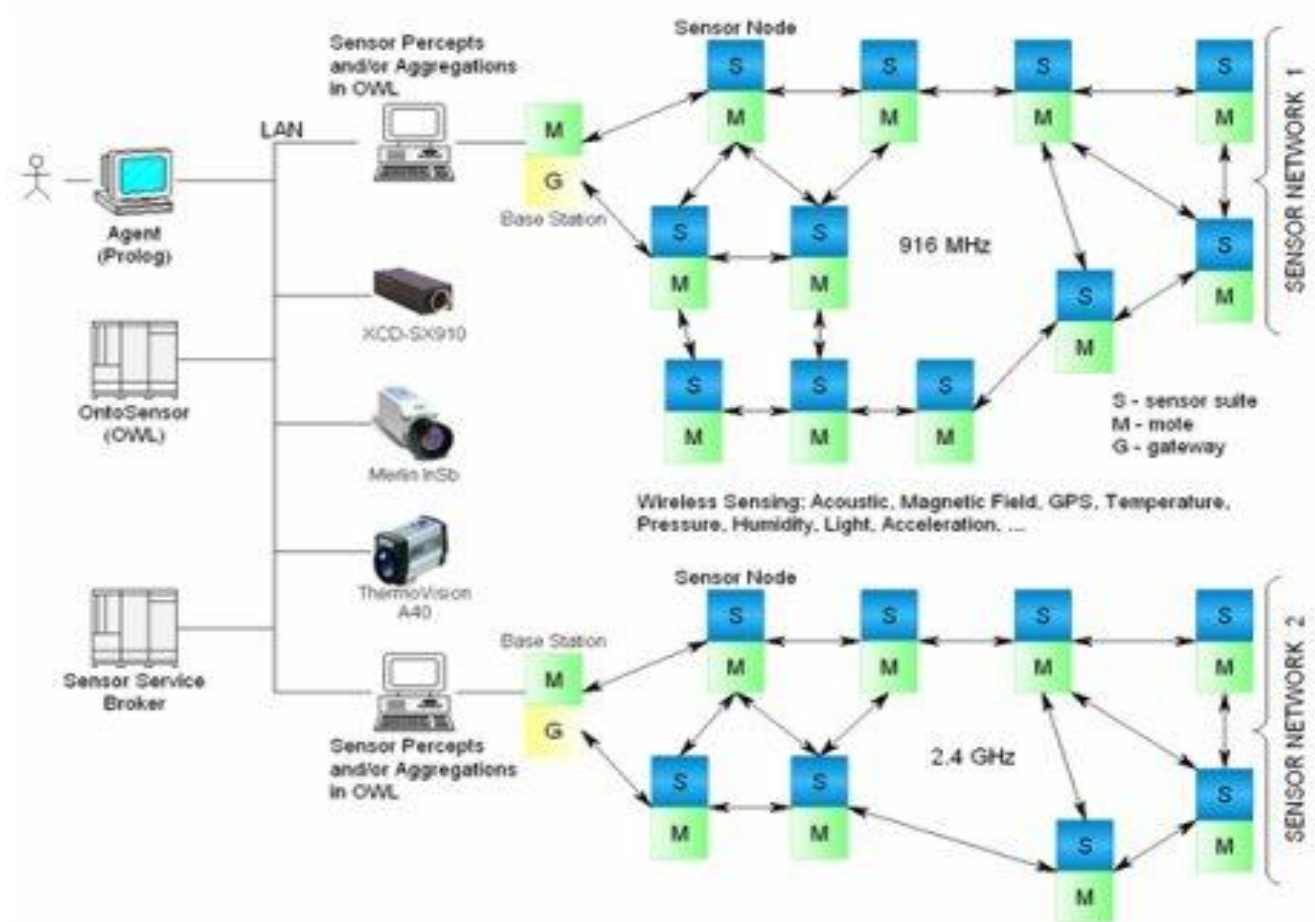 Sensor Percepts
and/or Aggregations
in OWL
LAN
Agent
(Prolog)
OntoSensor
(OWL)
Sensor Service
Broker
XCD-SX910
Merlin InSb
ThermoVision
A40
Sensor Percepts
and/or Aggregations
in OWL
M
G
Base Station
Sensor Node
S
M
S
M
S
M
S
M
S
M
S
M
916 MHz
S
M
S
M
S
M
S
M
S
M
SENSOR NETWORK 1
S - sensor suite
M - mote
G - gateway
Wireless Sensing: Acoustic, Magnetic Field, GPS, Temperature,
Pressure, Humidity, Light, Acceleration, ...
Sensor Node
Base Station
M
G
S
M
S
M
S
M
S
M
S
M
S
M
2.4 GHz
S
M
S
M
SENSOR NETWORK 2